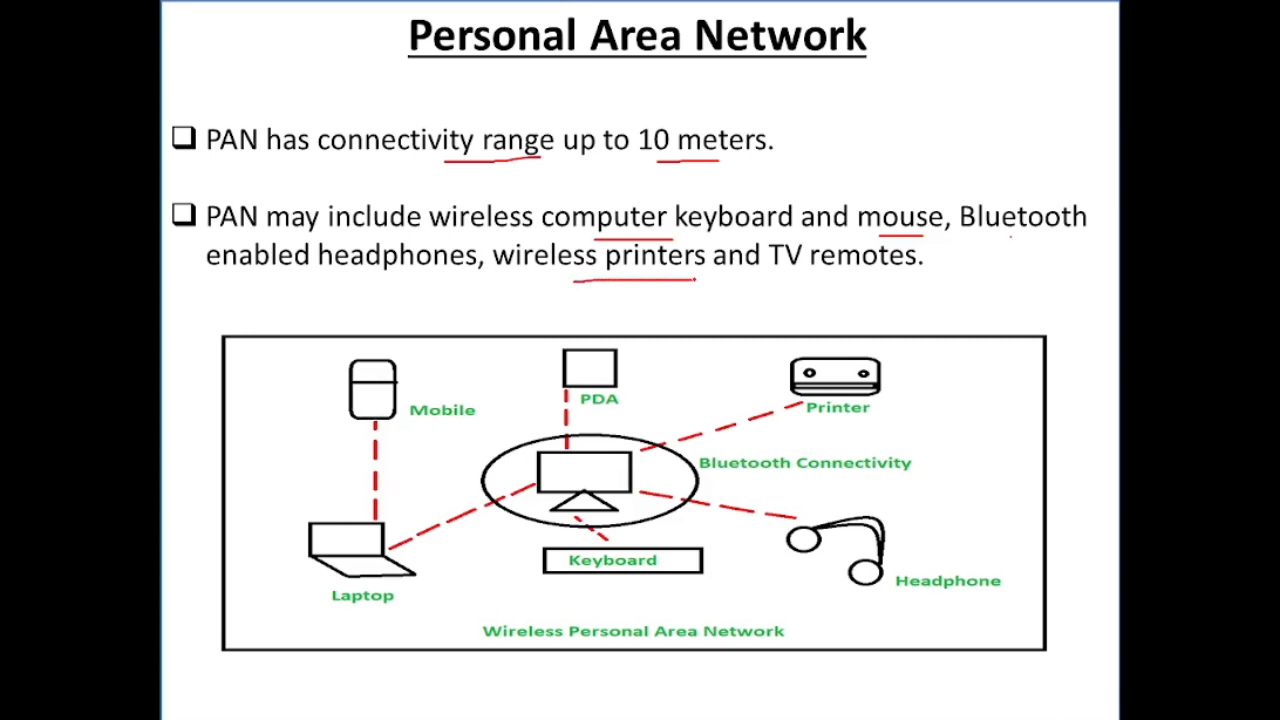 Personal Area Network
❑ PAN has connectivity range up to 10 meters.
❑ PAN may include wireless computer keyboard and mouse, Bluetooth
enabled headphones, wireless printers and TV remotes.
Mobile
PDA
Printer
Bluetooth Connectivity
Keyboard
Headphone
Laptop
Wireless Personal Area Network